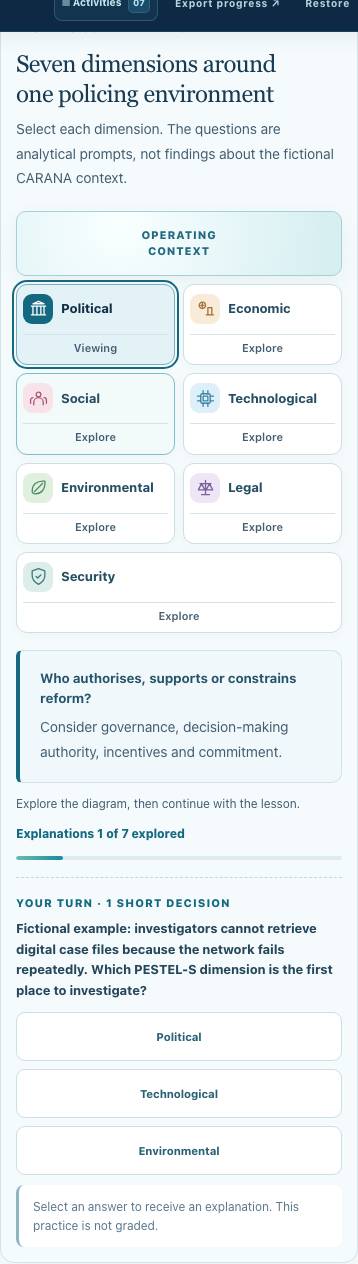 Activities 07 Export progress ↗ Restore
Seven dimensions around
one policing environment
Select each dimension. The questions are
analytical prompts, not findings about the fictional
CARANA context.
OPERATING
CONTEXT
Political
Viewing
Economic
Explore
Social
Explore
Technological
Explore
Environmental
Explore
Legal
Explore
Security
Explore
Who authorises, supports or constrains
reform?
Consider governance, decision-making
authority, incentives and commitment.
Explore the diagram, then continue with the lesson.
Explanations 1 of 7 explored
YOUR TURN · 1 SHORT DECISION
Fictional example: investigators cannot retrieve
digital case files because the network fails
repeatedly. Which PESTEL-S dimension is the first
place to investigate?
Political
Technological
Environmental
Select an answer to receive an explanation. This
practice is not graded.